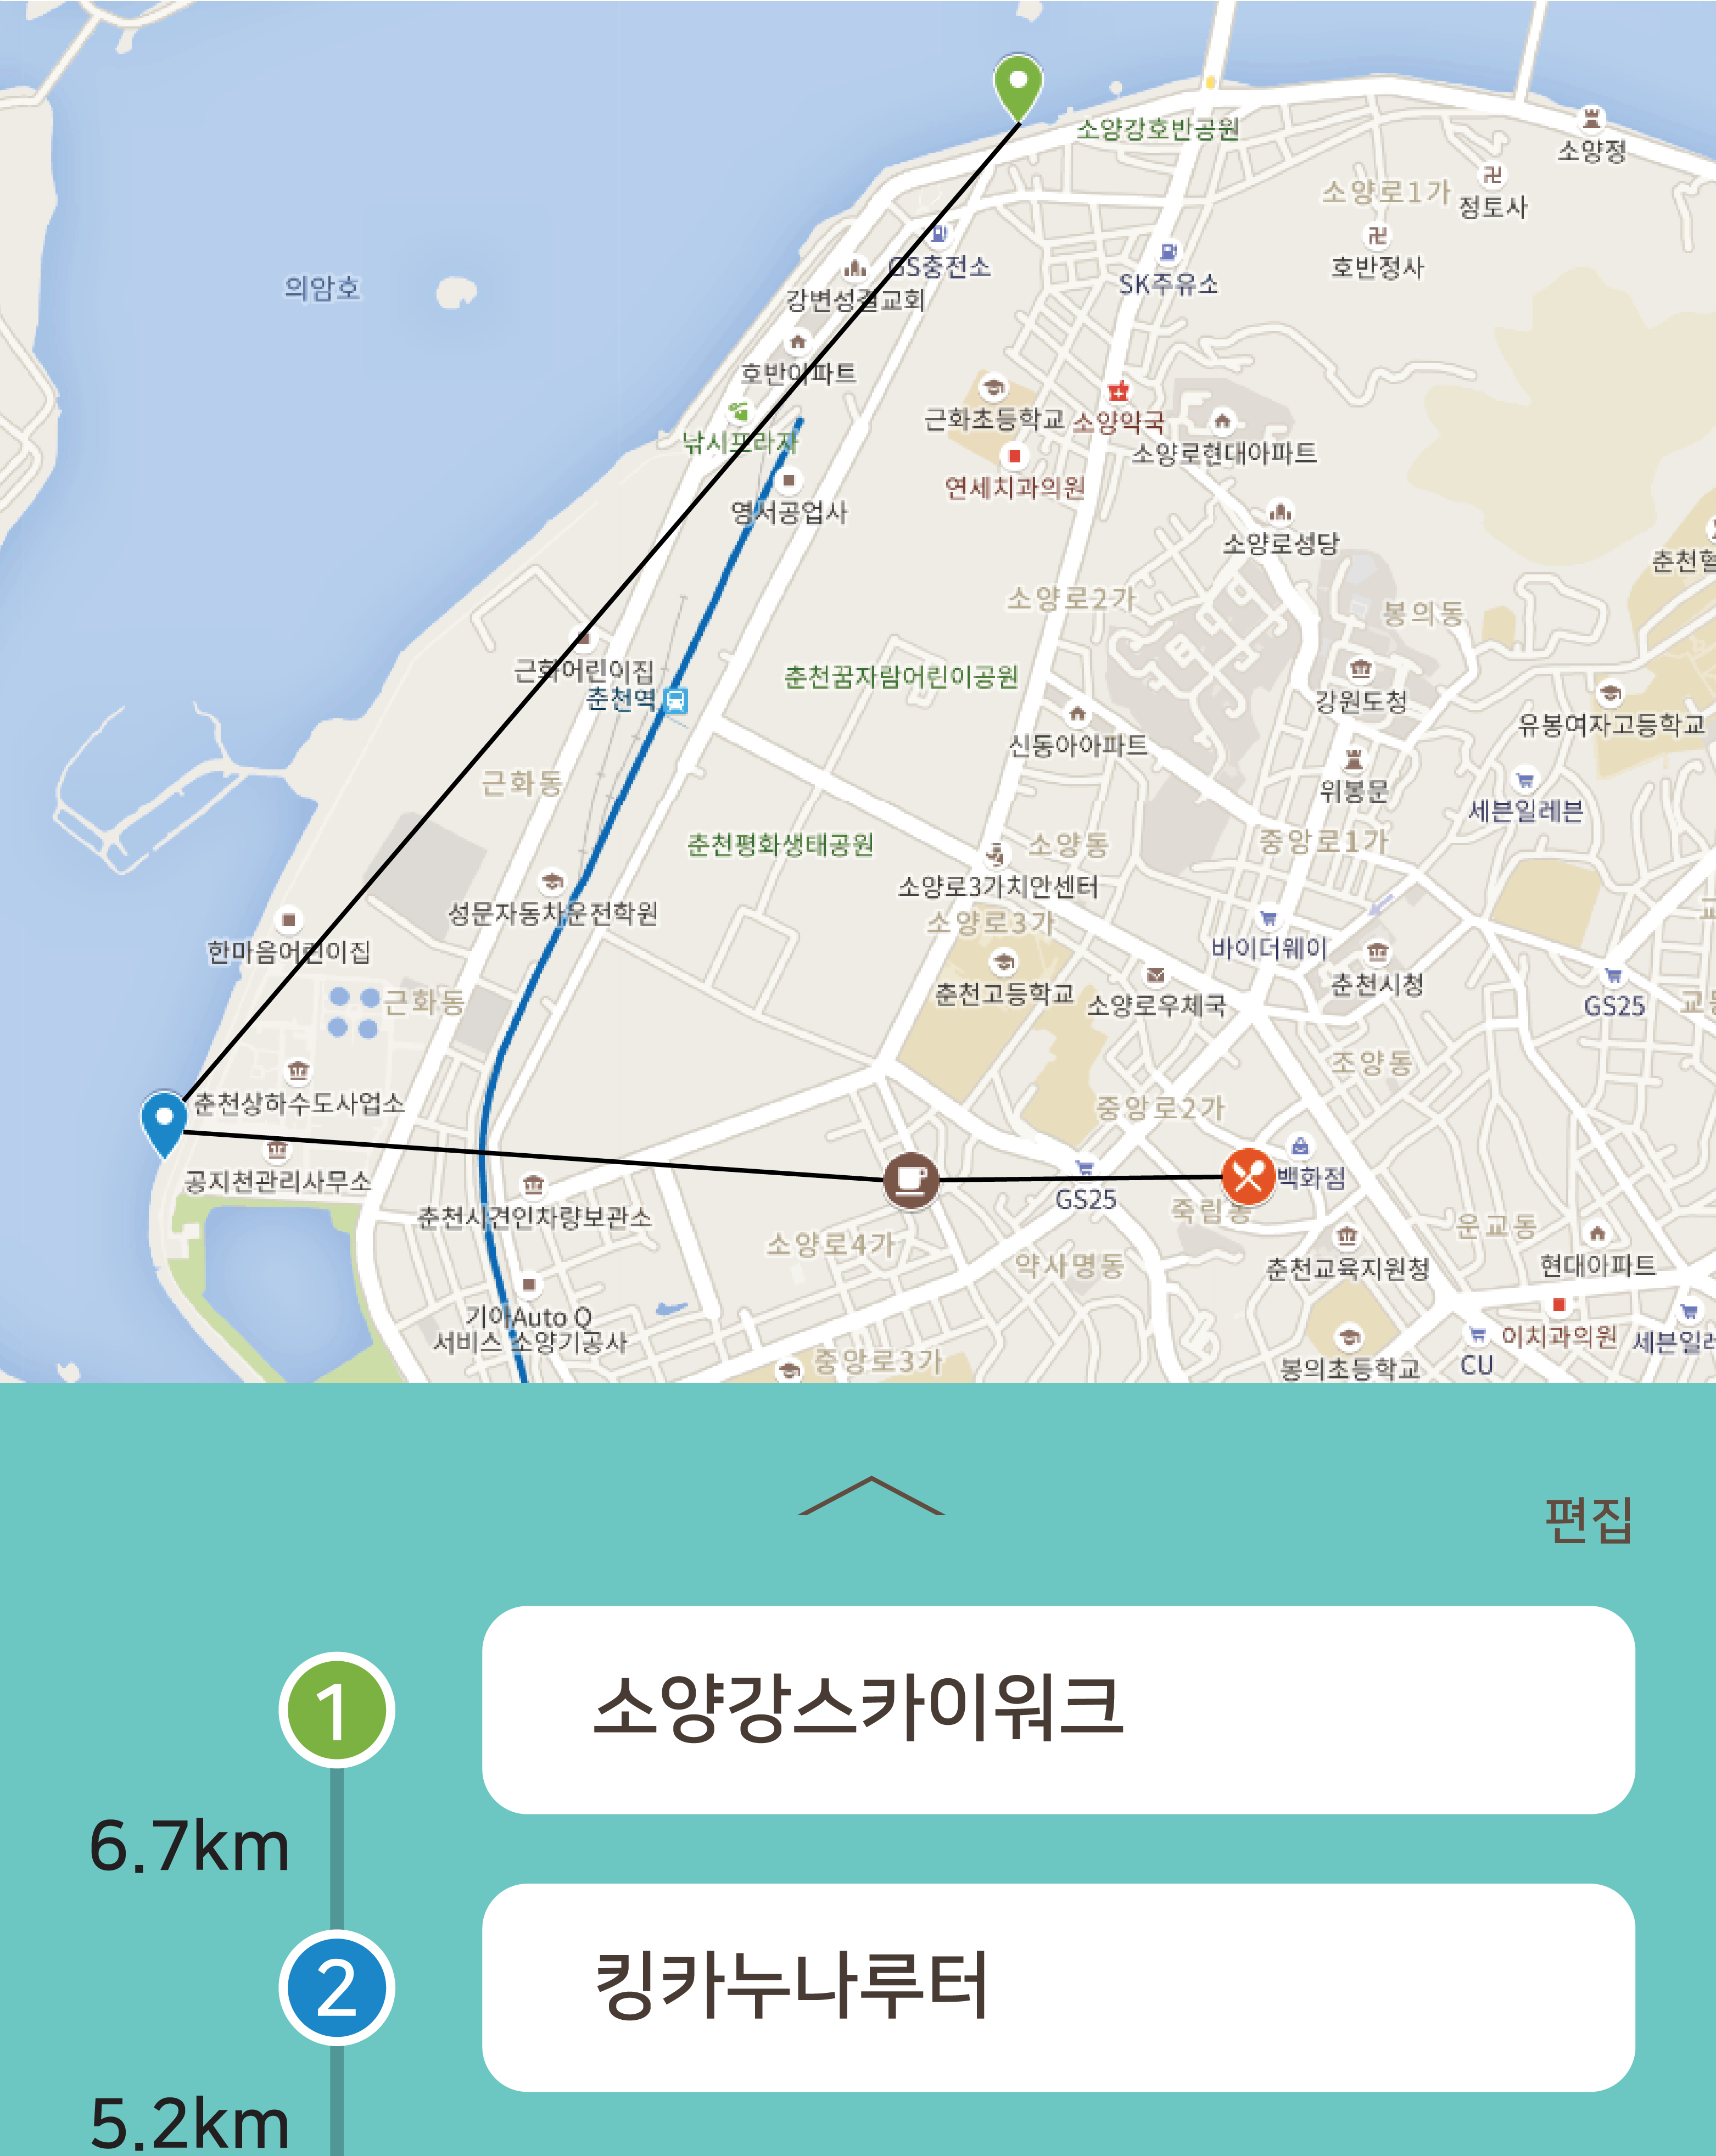 소양강호반공원
소양정
소양로1가
정토사
호반정사
GS충전소
SK주유소
의암호
강변성결교회
호반아파트
근화초등학교
소양약국
낚시프라자
소양로현대아파트
연세치과의원
영서공업사
소양로성당
춘천혈
소양로2가
봉의동
근화어린이집
춘천꿈자람어린이공원
춘천역
강원도청
유봉여자고등학교
신동아아파트
근화동
위봉문
세븐일레븐
춘천평화생태공원
소양동
중앙로1가
소양로3가치안센터
성문자동차운전학원
소양로3가
한마음어린이집
바이더웨이
춘천시청
춘천고등학교
소양로우체국
GS25
근화동
조양동
춘천상하수도사업소
중앙로2가
공지천관리사무소
백화점
GS25
춘천시견인차량보관소
죽림동
소양로4가
운교동
약사명동
춘천교육지원청
현대아파트
기아Auto Q
서비스 소양기공사
이치과의원
세븐일레
중앙로3가
봉의초등학교
CU
편집
1
소양강스카이워크
6.7km
2
킹카누나루터
5.2km